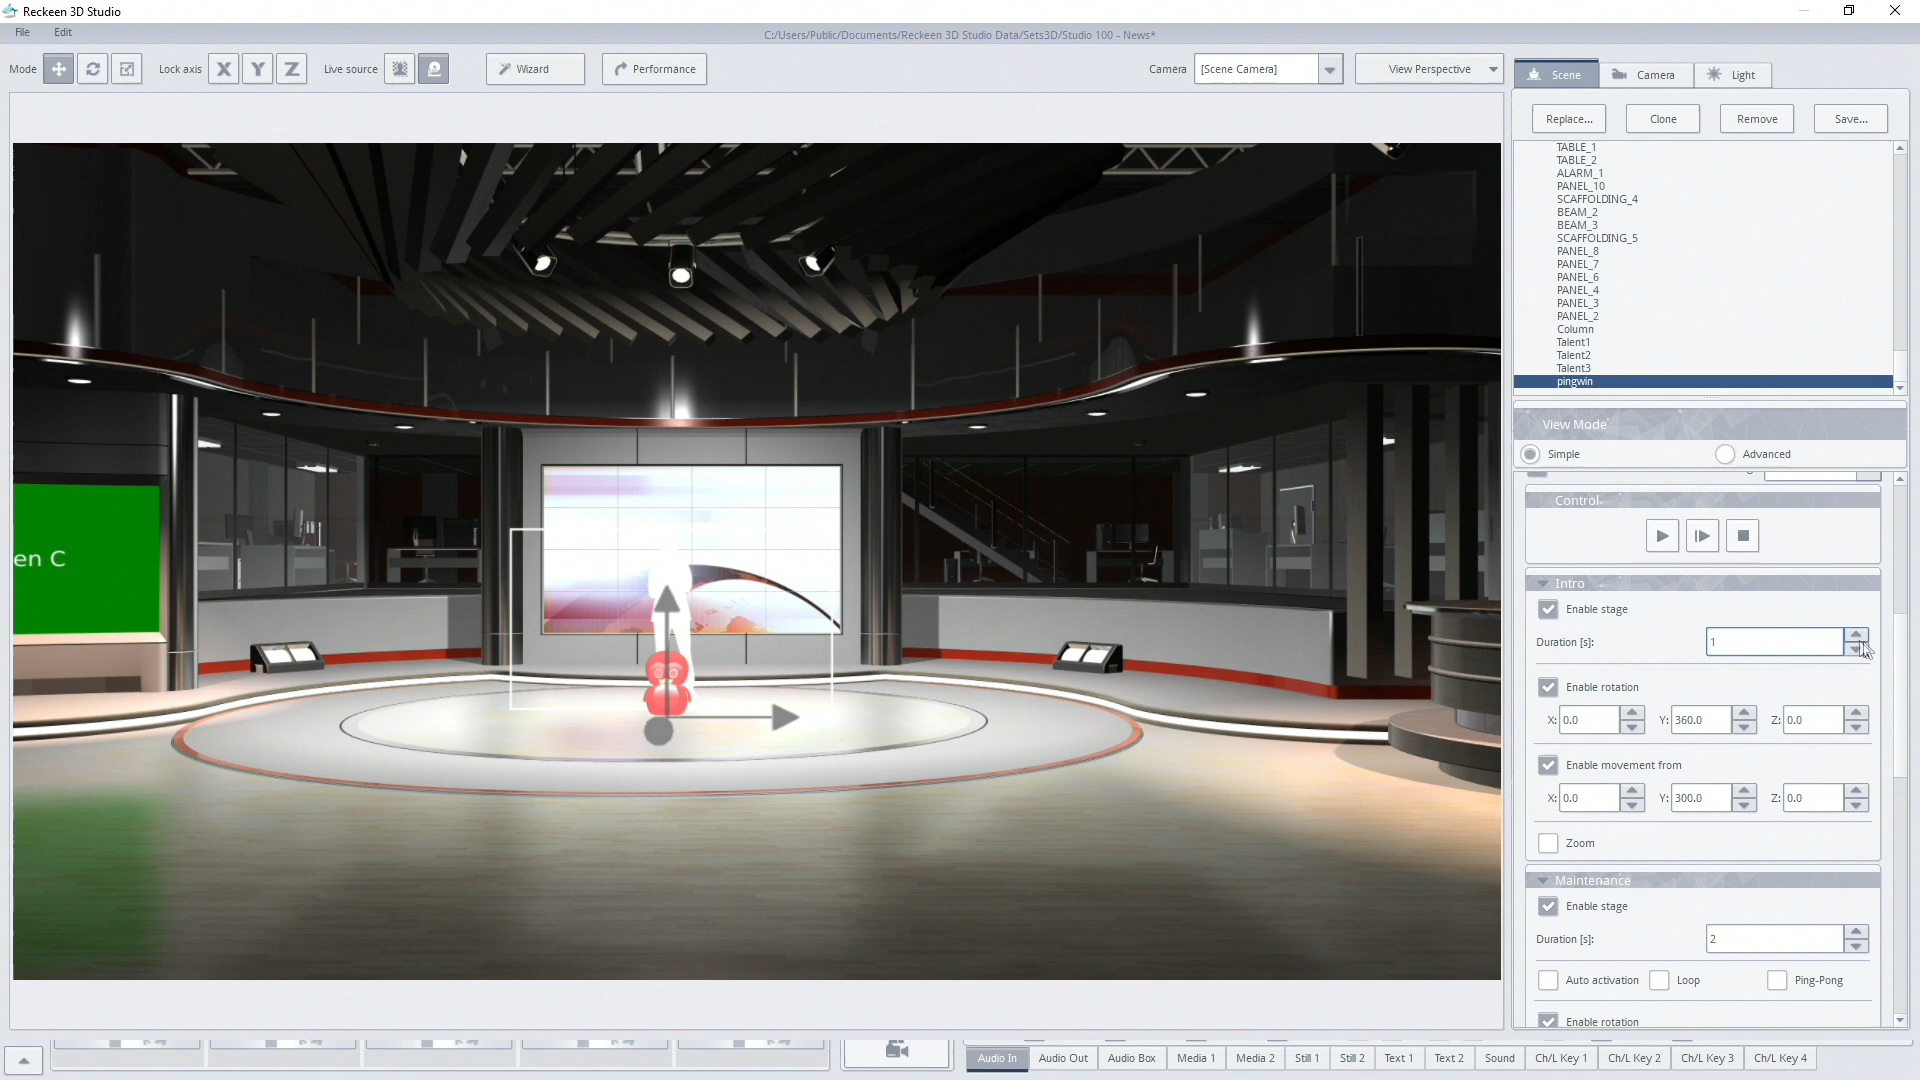 Reckeen 3D Studio
File Edit
C:/Users/Public/Documents/Reckeen 3D Studio Data/Sets3D/Studio 100 - News*
Mode Lock axis X Y Z Live source Wizard Performance Camera [Scene Camera] View Perspective
Scene Camera Light
Replace... Clone Remove Save...
TABLE_1
TABLE_2
ALARM_1
PANEL_10
SCAFFOLDING_4
BEAM_2
BEAM_3
SCAFFOLDING_5
PANEL_8
PANEL_7
PANEL_6
PANEL_4
PANEL_3
PANEL_2
Column
Talent1
Talent2
Talent3
pingwin
View Mode
Simple Advanced
Control
Intro
Enable stage
Duration [s]: 1
Enable rotation
X: 0.0 Y: 360.0 Z: 0.0
Enable movement from
X: 0.0 Y: 300.0 Z: 0.0
Zoom
Maintenance
Enable stage
Duration [s]: 2
Auto activation Loop Ping-Pong
Enable rotation
en C
Audio In Audio Out Audio Box Media 1 Media 2 Still 1 Still 2 Text 1 Text 2 Sound Ch/L Key 1 Ch/L Key 2 Ch/L Key 3 Ch/L Key 4